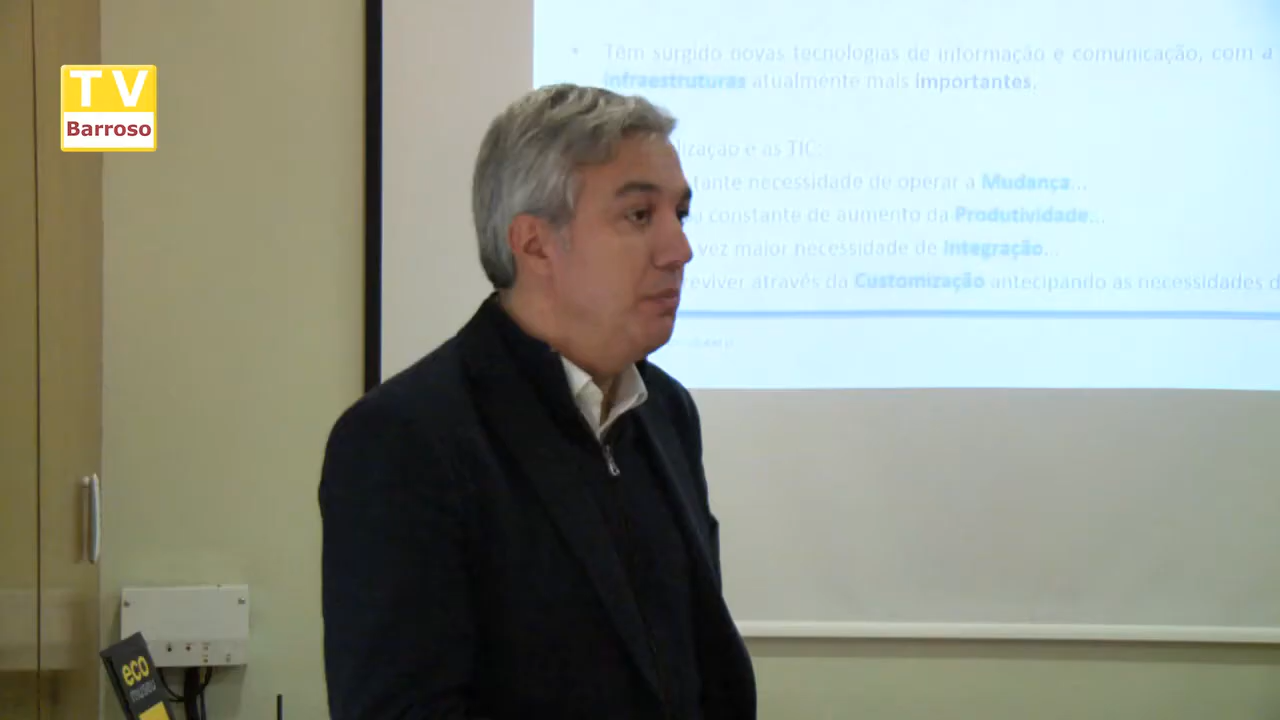 TV
Barroso
Têm surgido novas tecnologias de informação e comunicação, com a
infraestruturas atualmente mais importantes.
lização e as TIC:
tante necessidade de operar a Mudança...
a constante de aumento da Produtividade...
vez maior necessidade de Integração...
eviver através da Customização antecipando as necessidades d
eco
museu